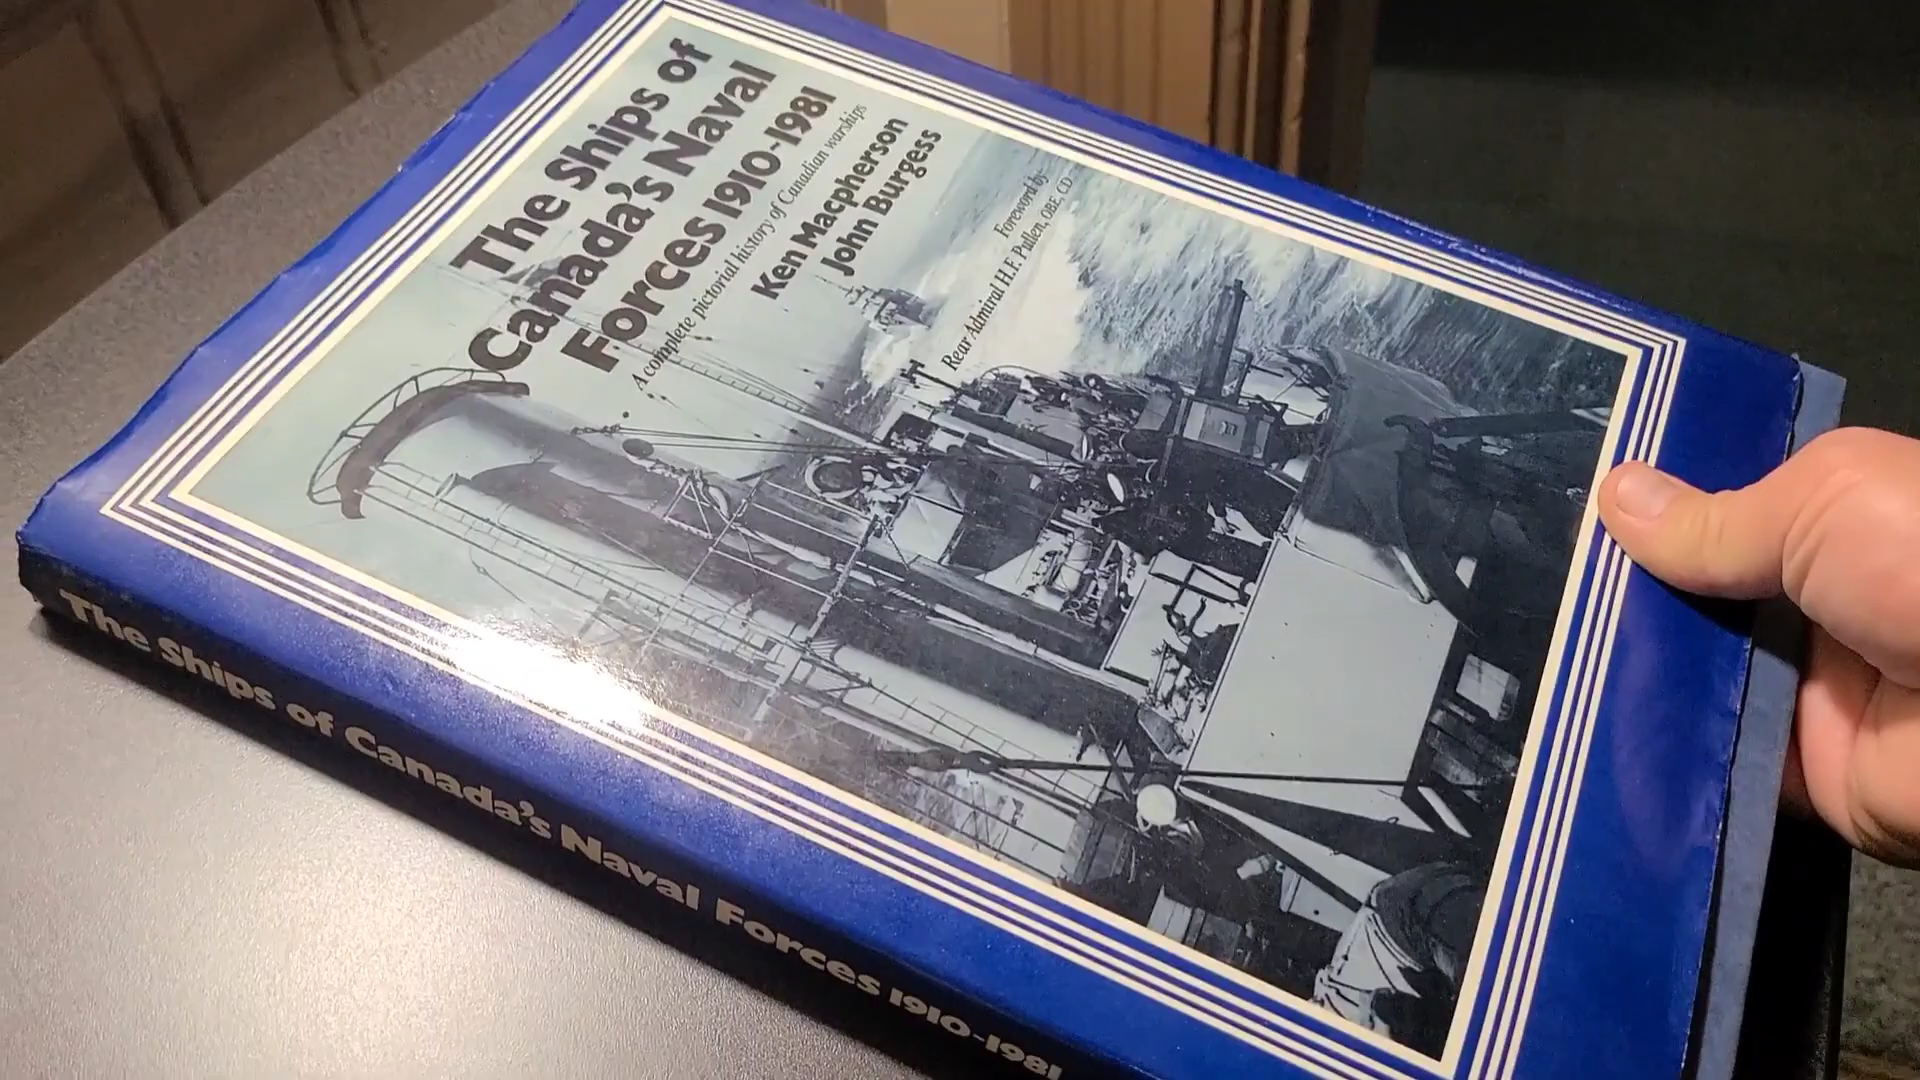 The Ships of
Canada's Naval
Forces 1910-1981
A complete pictorial history of Canadian warships
Ken Macpherson
John Burgess
Foreword by
Rear Admiral H.F. Pullen, OBE, CD
The Ships of Canada's Naval Forces 1910-1981